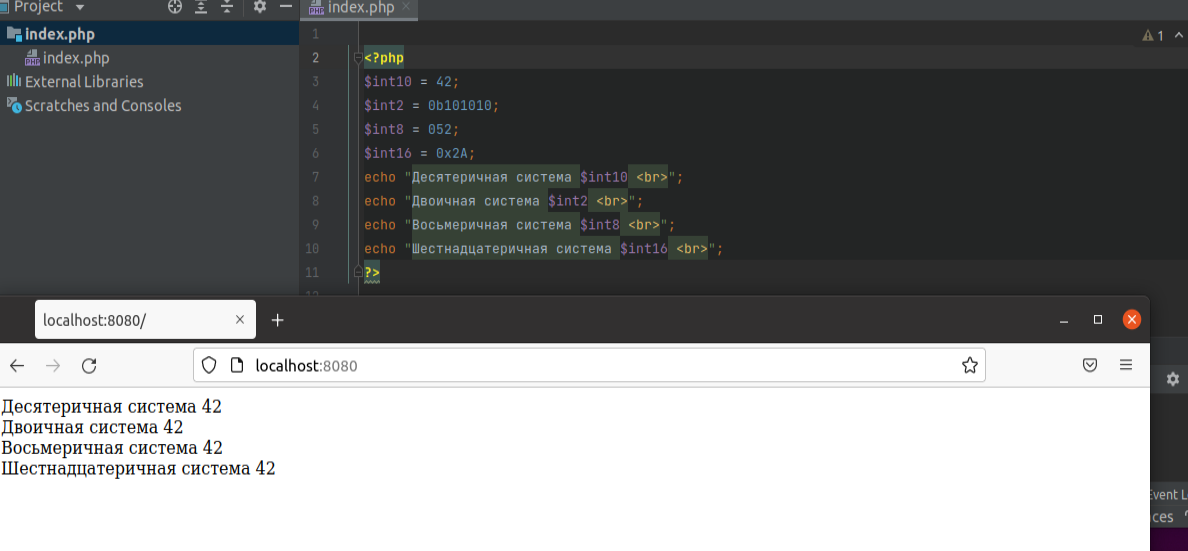 Project
index.php
index.php
index.php
External Libraries
Scratches and Consoles
1
1
2 <?php
3 $int10 = 42;
4 $int2 = 0b101010;
5 $int8 = 052;
6 $int16 = 0x2A;
7 echo "Десятеричная система $int10 <br>";
8 echo "Двоичная система $int2 <br>";
9 echo "Восьмеричная система $int8 <br>";
10 echo "Шестнадцатеричная система $int16 <br>";
11 ?>
localhost:8080/
localhost:8080
Десятеричная система 42
Двоичная система 42
Восьмеричная система 42
Шестнадцатеричная система 42
Event L
ces